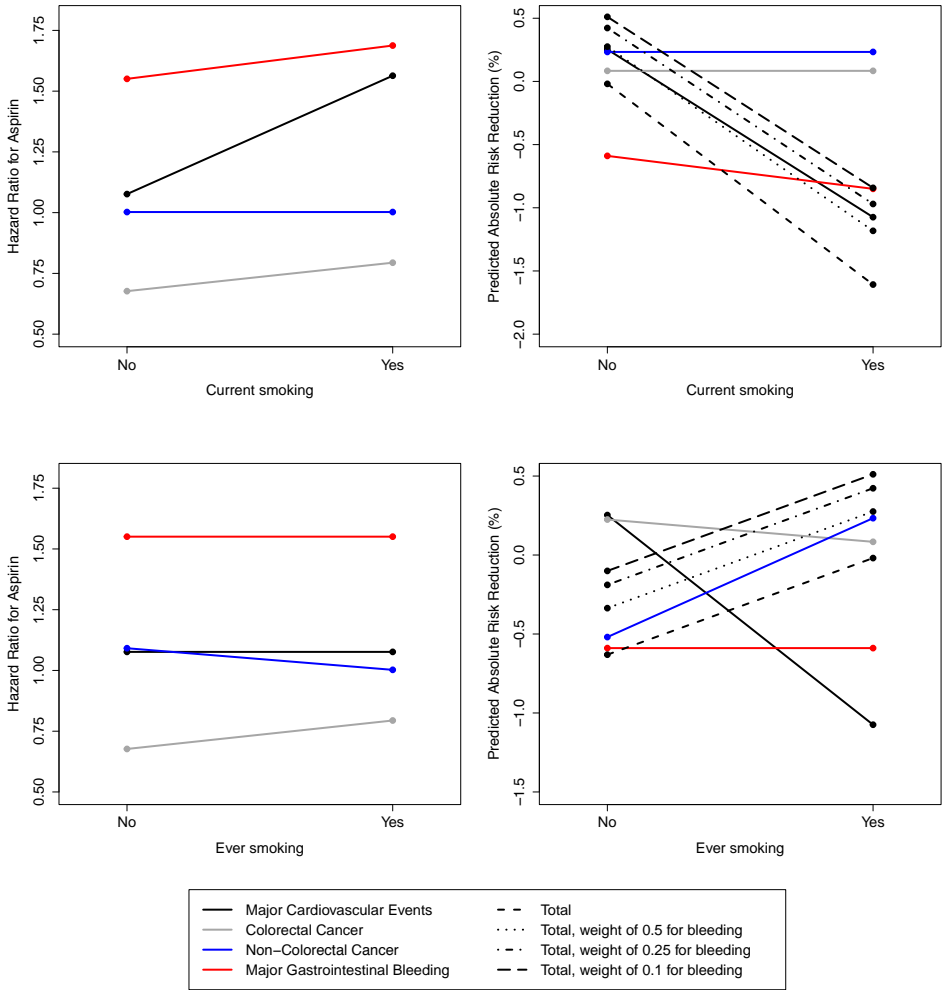 Hazard Ratio for Aspirin
1.75
1.50
1.25
1.00
0.75
0.50
No
Yes
Current smoking
Predicted Absolute Risk Reduction (%)
0.5
0.0
−0.5
−1.0
−1.5
−2.0
No
Yes
Current smoking
Hazard Ratio for Aspirin
1.75
1.50
1.25
1.00
0.75
0.50
No
Yes
Ever smoking
Predicted Absolute Risk Reduction (%)
0.5
0.0
−0.5
−1.0
−1.5
No
Yes
Ever smoking
Major Cardiovascular Events
Colorectal Cancer
Non−Colorectal Cancer
Major Gastrointestinal Bleeding
Total
Total, weight of 0.5 for bleeding
Total, weight of 0.25 for bleeding
Total, weight of 0.1 for bleeding